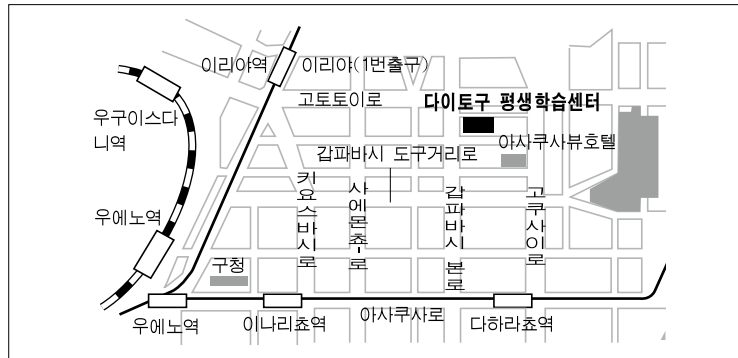 이리야역
이리야(1번출구)
고토토이로
다이토구 평생학습센터
우구이스다
니역
아사쿠사뷰호텔
갑파바시 도구거리로
키요스바시로
사에몬쵸-로
갑파바시 본로
고쿠사이로
우에노역
구청
우에노역
이나리쵸역
아사쿠사로
다하라쵸역